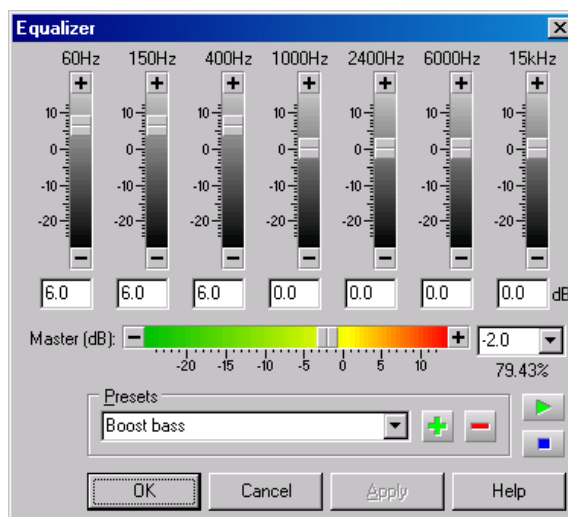 Equalizer
60Hz 150Hz 400Hz 1000Hz 2400Hz 6000Hz 15kHz
+ + + + + + +
10 10 10 10 10 10 10
0 0 0 0 0 0 0
-10 -10 -10 -10 -10 -10 -10
-20 -20 -20 -20 -20 -20 -20
- - - - - - -
6.0 6.0 6.0 0.0 0.0 0.0 0.0 dB
Master (dB): - + -2.0
-20 -15 -10 -5 0 5 10
79.43%
Presets
Boost bass
OK Cancel Apply Help